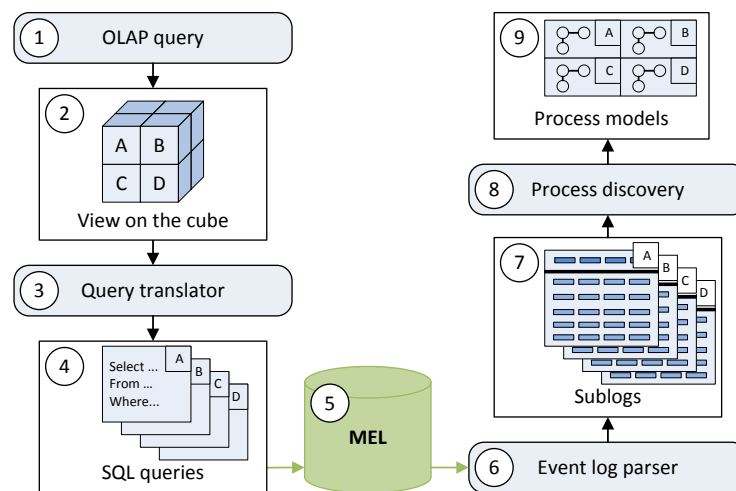 1
OLAP query
2
A B
C D
View on the cube
3
Query translator
4
A
B
C
D
Select ...
From ...
Where...
SQL queries
5
MEL
6
Event log parser
7
A
B
C
D
Sublogs
8
Process discovery
9
A B
C D
Process models